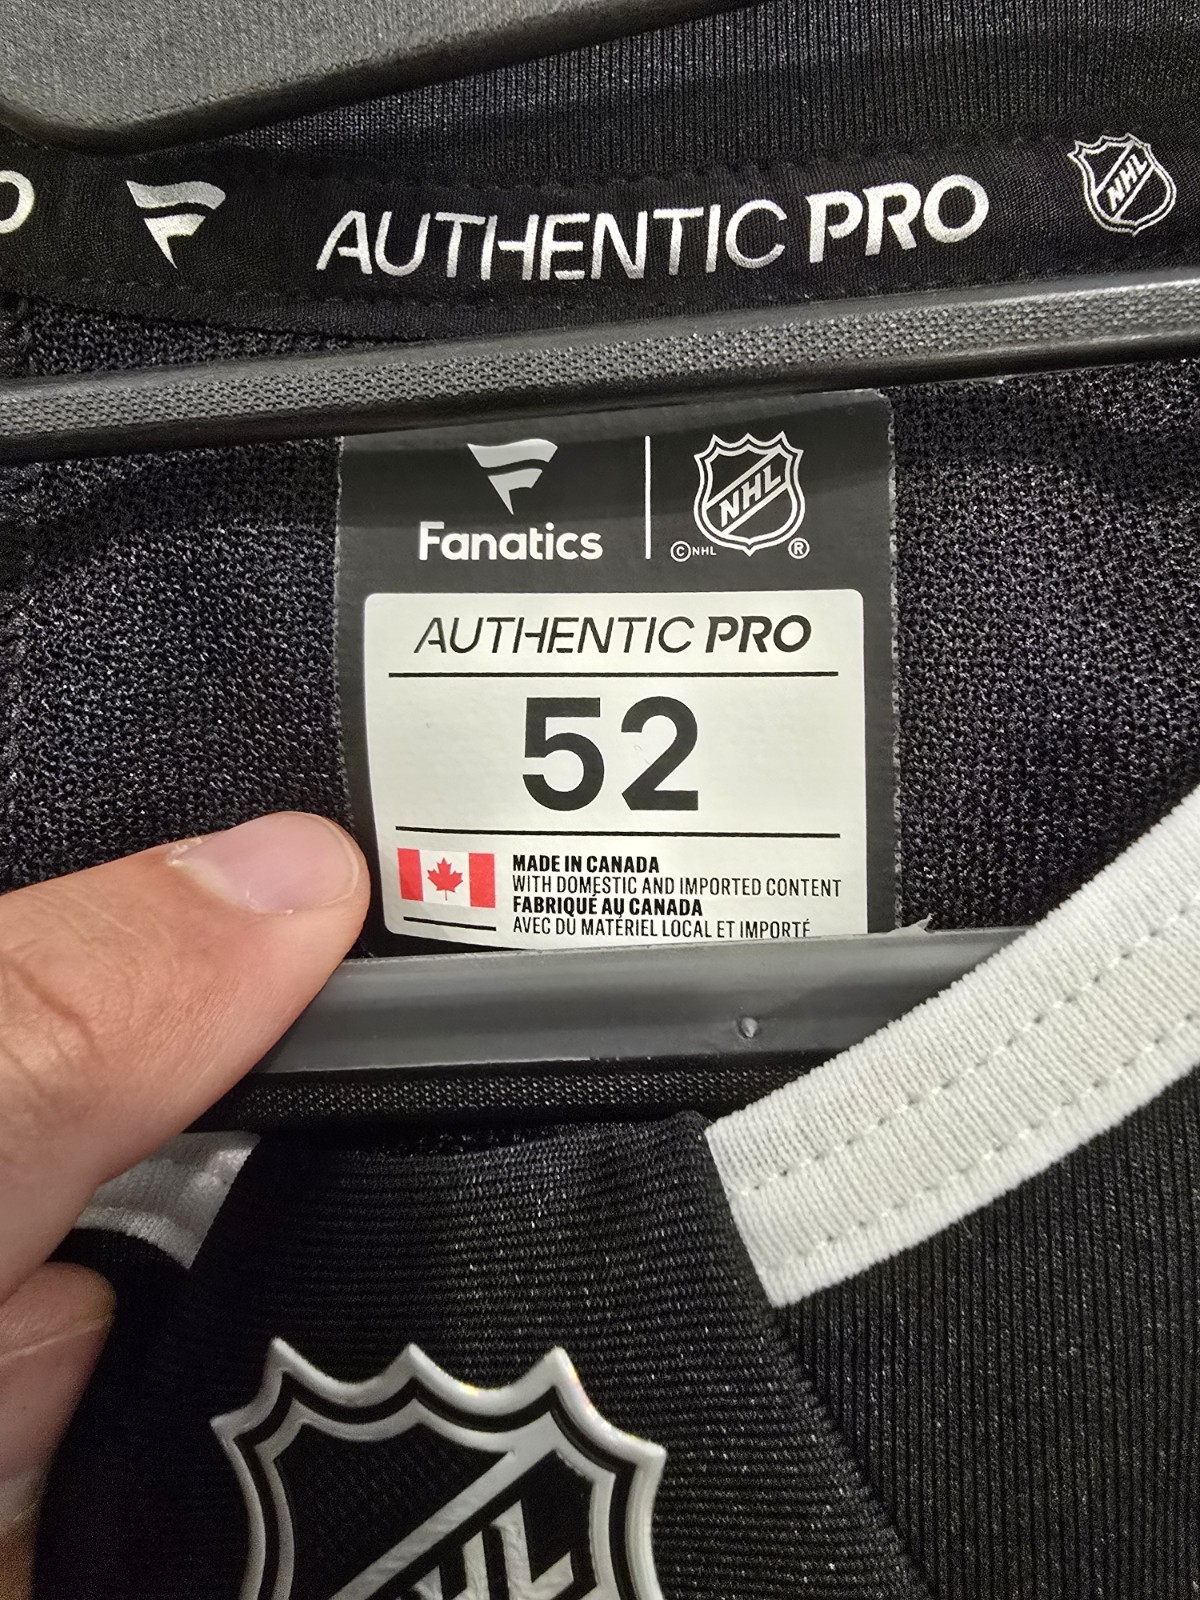 O
AUTHENTIC PRO
NHL
Fanatics
NHL
©NHL ®
AUTHENTIC PRO
52
MADE IN CANADA
WITH DOMESTIC AND IMPORTED CONTENT
FABRIQUÉ AU CANADA
AVEC DU MATÉRIEL LOCAL ET IMPORTÉ